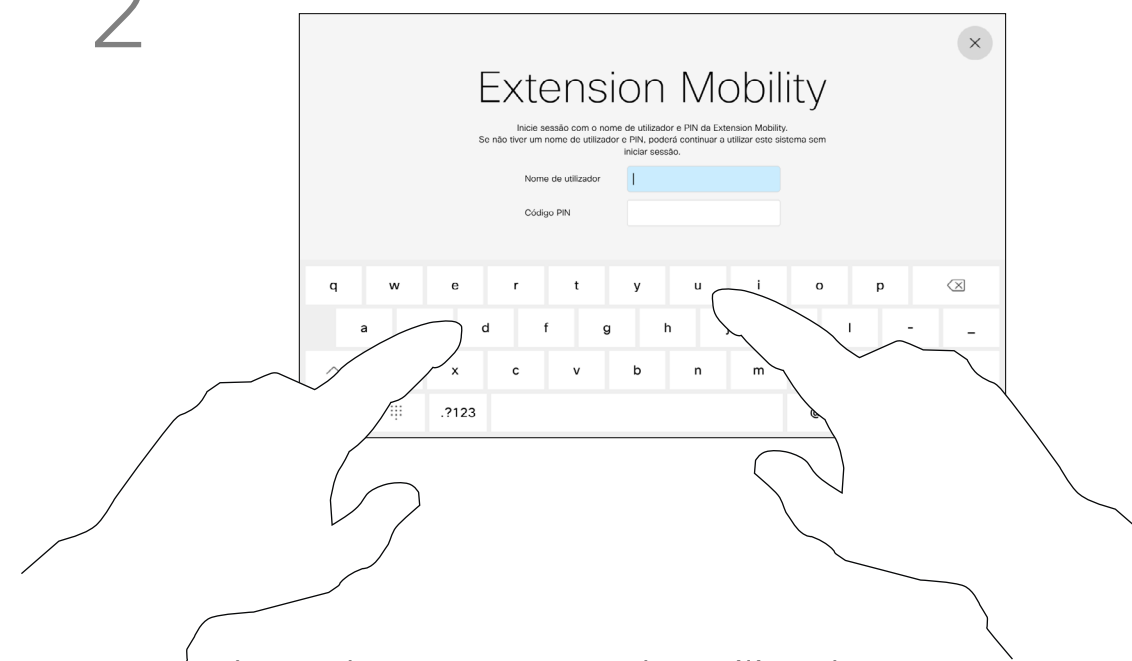 2
Extension Mobility
Inicie sessão com o nome de utilizador e PIN da Extension Mobility.
Se não tiver um nome de utilizador e PIN, poderá continuar a utilizar este sistema sem
iniciar sessão.
Nome de utilizador
Código PIN
q w e r t y u i o p
a d f g h l - _
x c v b n m
.?123